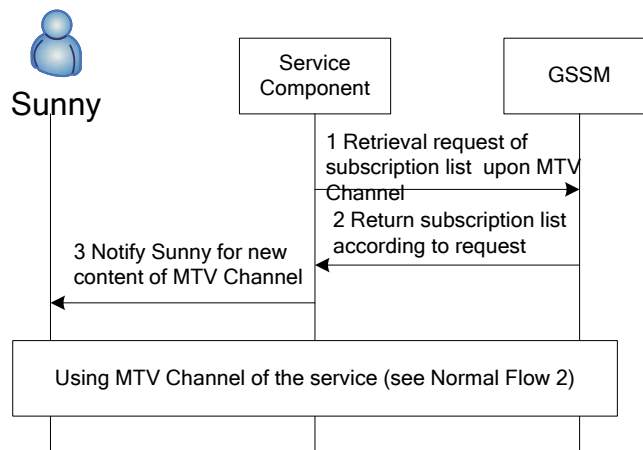 Sunny
Service
Component
GSSM
1 Retrieval request of
subscription list upon MTV
Channel
2 Return subscription list
according to request
3 Notify Sunny for new
content of MTV Channel
Using MTV Channel of the service (see Normal Flow 2)